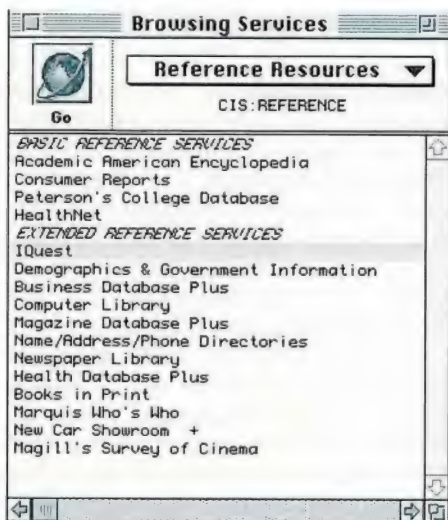 Browsing Services
Reference Resources
CIS:REFERENCE
Go
BASIC REFERENCE SERVICES
Academic American Encyclopedia
Consumer Reports
Peterson's College Database
HealthNet
EXTENDED REFERENCE SERVICES
IQuest
Demographics & Government Information
Business Database Plus
Computer Library
Magazine Database Plus
Name/Address/Phone Directories
Newspaper Library
Health Database Plus
Books in Print
Marquis Who's Who
New Car Showroom +
Magill's Survey of Cinema